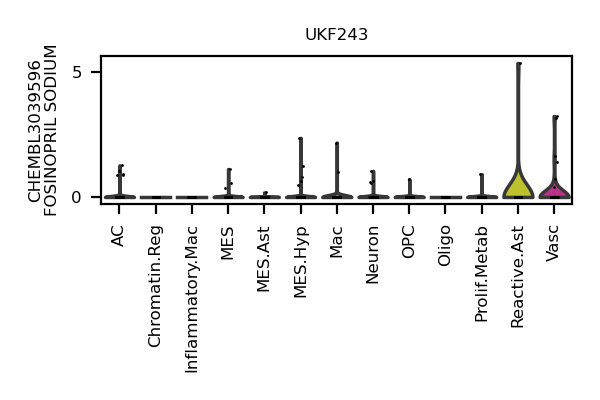 UKF243
CHEMBL3039596
FOSINOPRIL SODIUM
5
0
AC
Chromatin.Reg
Inflammatory.Mac
MES
MES.Ast
MES.Hyp
Mac
Neuron
OPC
Oligo
Prolif.Metab
Reactive.Ast
Vasc